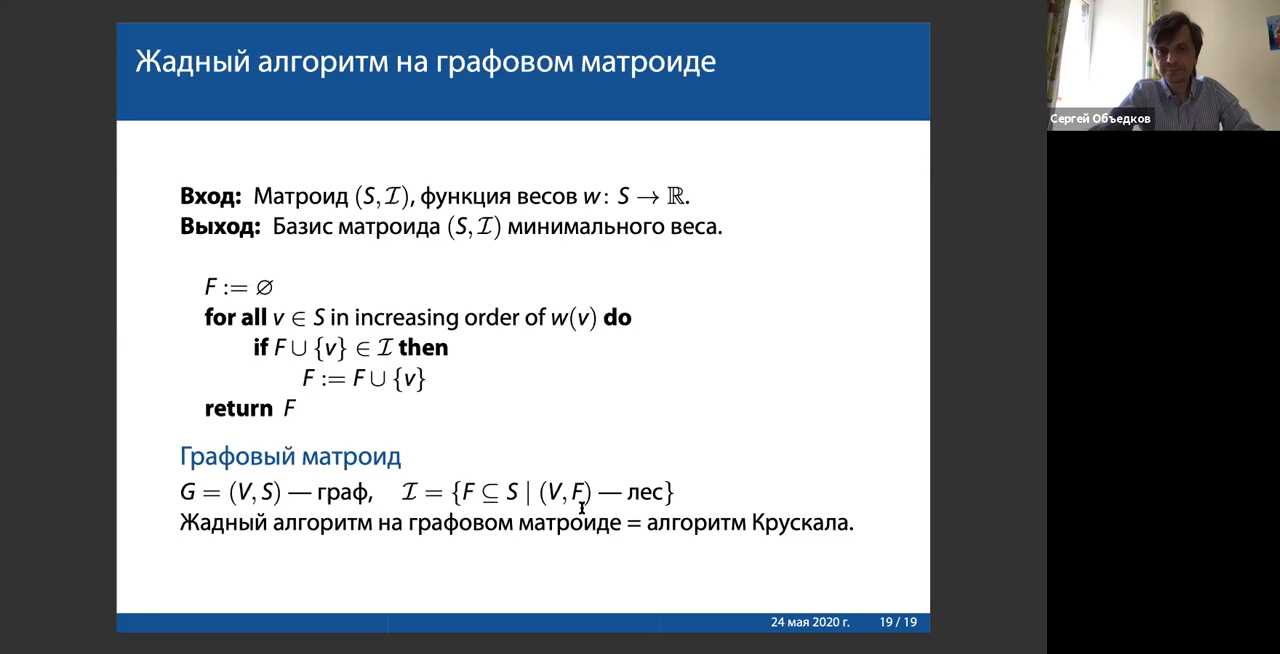 Жадный алгоритм на графовом матроиде
Сергей Объедков
Вход: Матроид (S, ℐ), функция весов w: S → ℝ.
Выход: Базис матроида (S, ℐ) минимального веса.
F := ∅
for all v ∈ S in increasing order of w(v) do
if F ∪ {v} ∈ ℐ then
F := F ∪ {v}
return F
Графовый матроид
G = (V, S) — граф, ℐ = {F ⊆ S | (V, F) — лес}
Жадный алгоритм на графовом матроиде = алгоритм Крускала.
24 мая 2020 г. 19 / 19